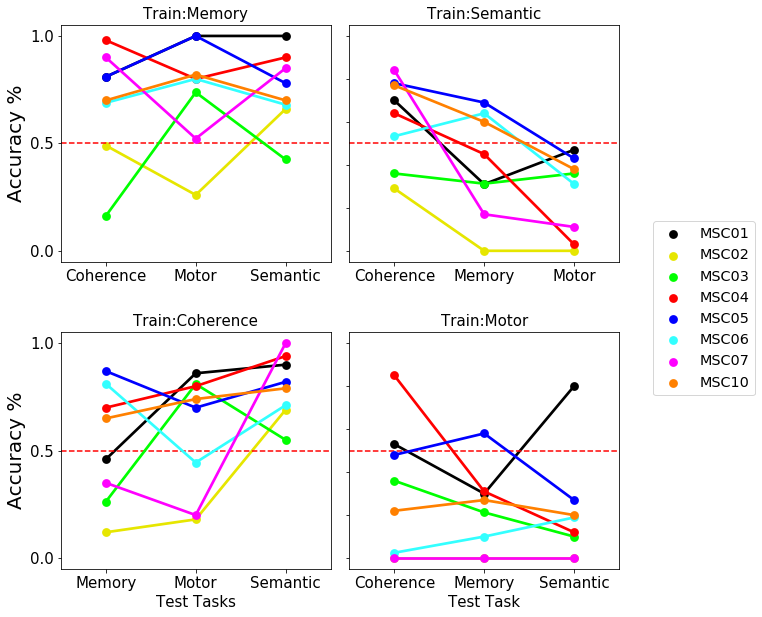 Train:Memory
Train:Semantic
1.0
0.5
0.0
Accuracy %
Coherence Motor Semantic
Coherence Memory Motor
MSC01
MSC02
MSC03
MSC04
MSC05
MSC06
MSC07
MSC10
Train:Coherence
Train:Motor
1.0
0.5
0.0
Accuracy %
Memory Motor Semantic
Coherence Memory Semantic
Test Tasks
Test Task